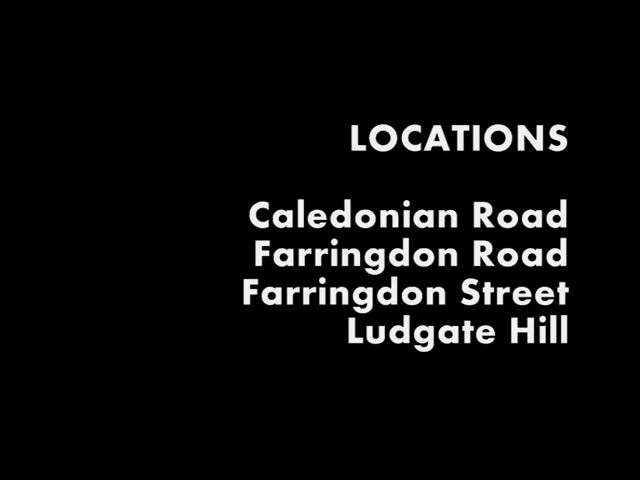 LOCATIONS
Caledonian Road
Farringdon Road
Farringdon Street
Ludgate Hill